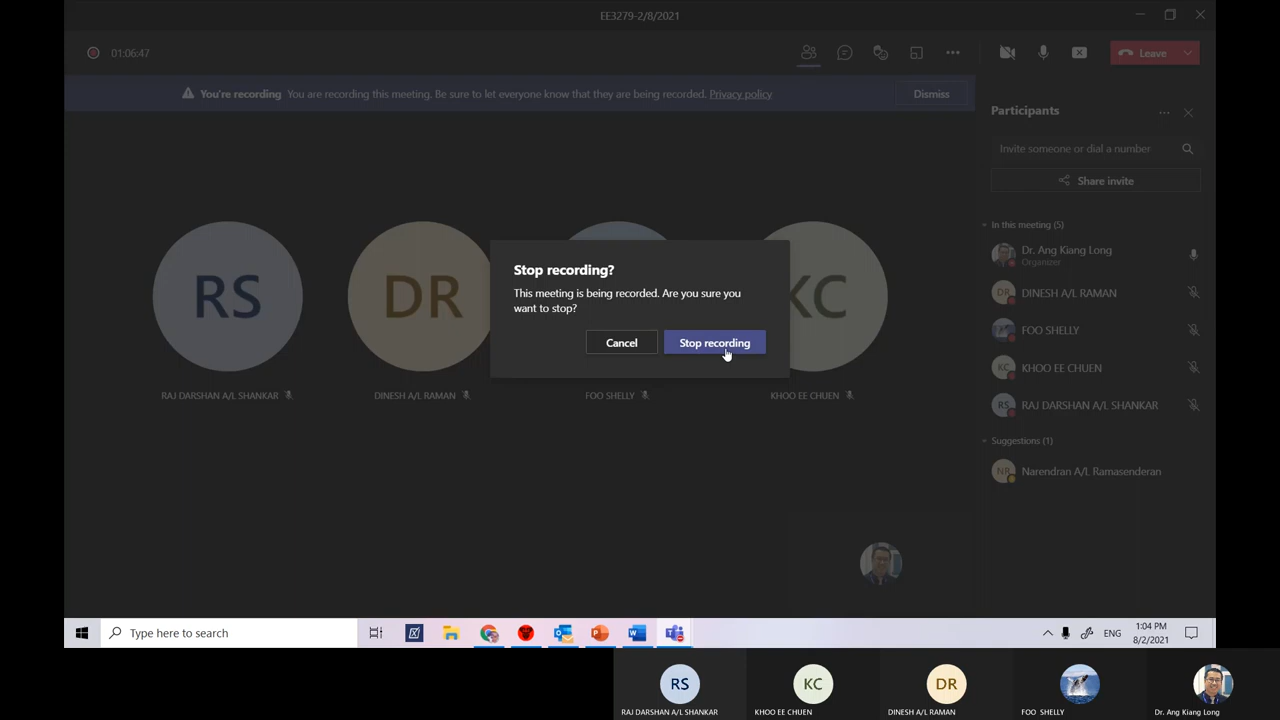 EE3279-2/8/2021
01:06:47
Leave
You're recording You are recording this meeting. Be sure to let everyone know that they are being recorded. Privacy policy
Dismiss
Participants
Invite someone or dial a number
Share invite
In this meeting (5)
Dr. Ang Kiang Long
Organizer
DR
DINESH A/L RAMAN
FOO SHELLY
KC
KHOO EE CHUEN
RS
RAJ DARSHAN A/L SHANKAR
Suggestions (1)
NR
Narendran A/L Ramasenderan
RS
DR
KC
RAJ DARSHAN A/L SHANKAR
DINESH A/L RAMAN
FOO SHELLY
KHOO EE CHUEN
Stop recording?
This meeting is being recorded. Are you sure you
want to stop?
Cancel
Stop recording
Type here to search
ENG
1:04 PM
8/2/2021
RS
KC
DR
RAJ DARSHAN A/L SHANKAR
KHOO EE CHUEN
DINESH A/L RAMAN
FOO SHELLY
Dr. Ang Kiang Long